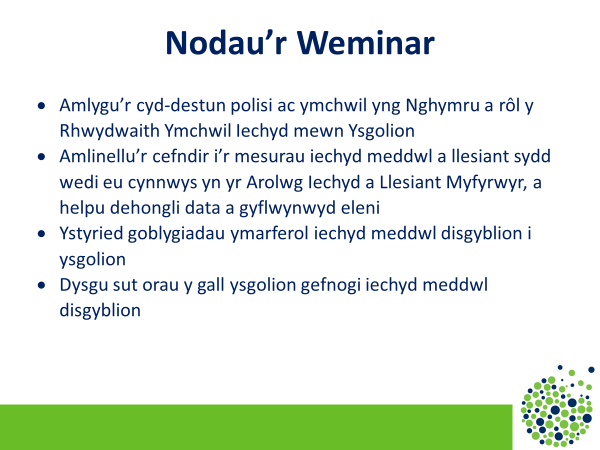 Nodau’r Weminar
• Amlygu’r cyd-destun polisi ac ymchwil yng Nghymru a rôl y
Rhwydwaith Ymchwil Iechyd mewn Ysgolion
• Amlinellu’r cefndir i’r mesurau iechyd meddwl a llesiant sydd
wedi eu cynnwys yn yr Arolwg Iechyd a Llesiant Myfyrwyr, a
helpu dehongli data a gyflwynwyd eleni
• Ystyried goblygiadau ymarferol iechyd meddwl disgyblion i
ysgolion
• Dysgu sut orau y gall ysgolion gefnogi iechyd meddwl
disgyblion